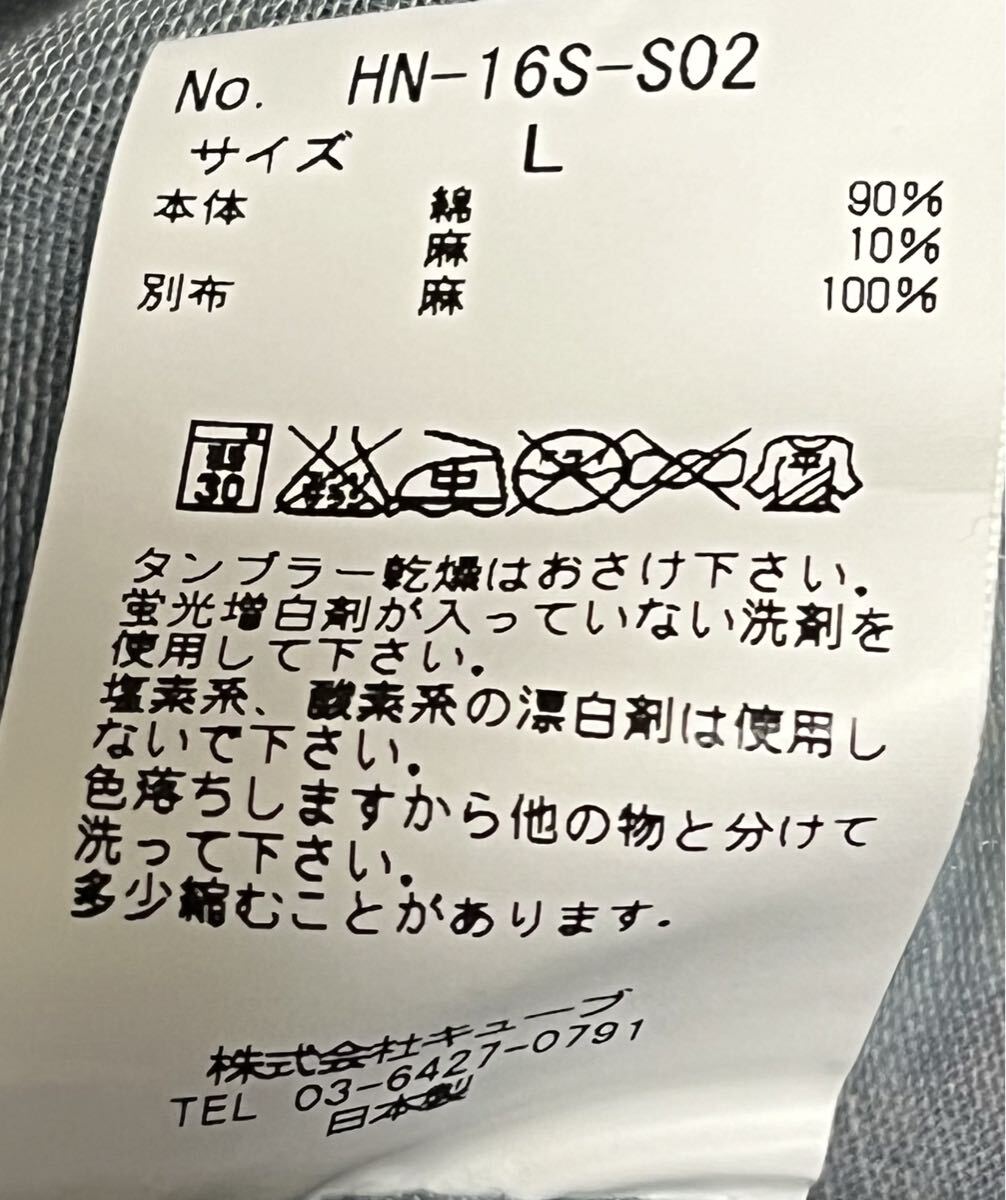 No. HN-16S-S02
サイズ L
本体 綿 90%
麻 10%
別布 麻 100%
30 中 平
タンブラー乾燥はおさけ下さい.
蛍光増白剤が入っていない洗剤を
使用して下さい.
塩素系、酸素系の漂白剤は使用し
ないで下さい.
色落ちしますから他の物と分けて
洗って下さい.
多少縮むことがあります.
株式会社キューブ
TEL 03-6427-0791
日本製